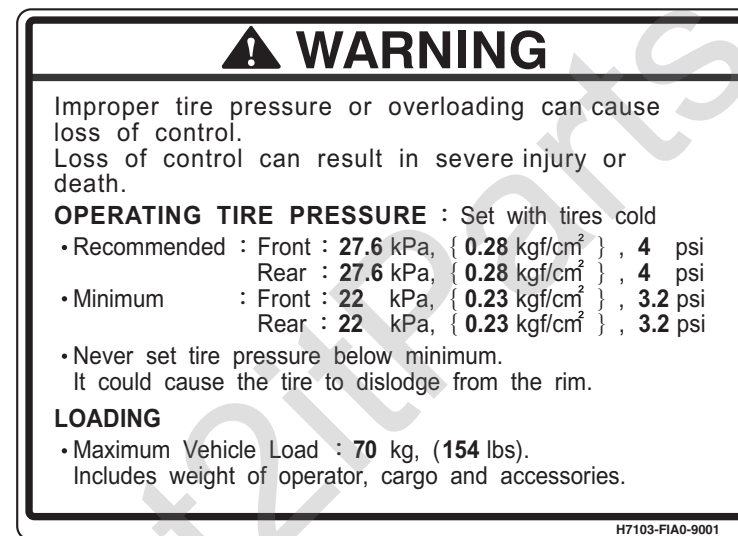 WARNING
Improper tire pressure or overloading can cause
loss of control.
Loss of control can result in severe injury or
death.
OPERATING TIRE PRESSURE : Set with tires cold
• Recommended : Front : 27.6 kPa, { 0.28 kgf/cm² } , 4 psi
Rear : 27.6 kPa, { 0.28 kgf/cm² } , 4 psi
• Minimum : Front : 22 kPa, { 0.23 kgf/cm² } , 3.2 psi
Rear : 22 kPa, { 0.23 kgf/cm² } , 3.2 psi
• Never set tire pressure below minimum.
It could cause the tire to dislodge from the rim.
LOADING
• Maximum Vehicle Load : 70 kg, (154 lbs).
Includes weight of operator, cargo and accessories.
H7103-FIA0-9001
t2itParts